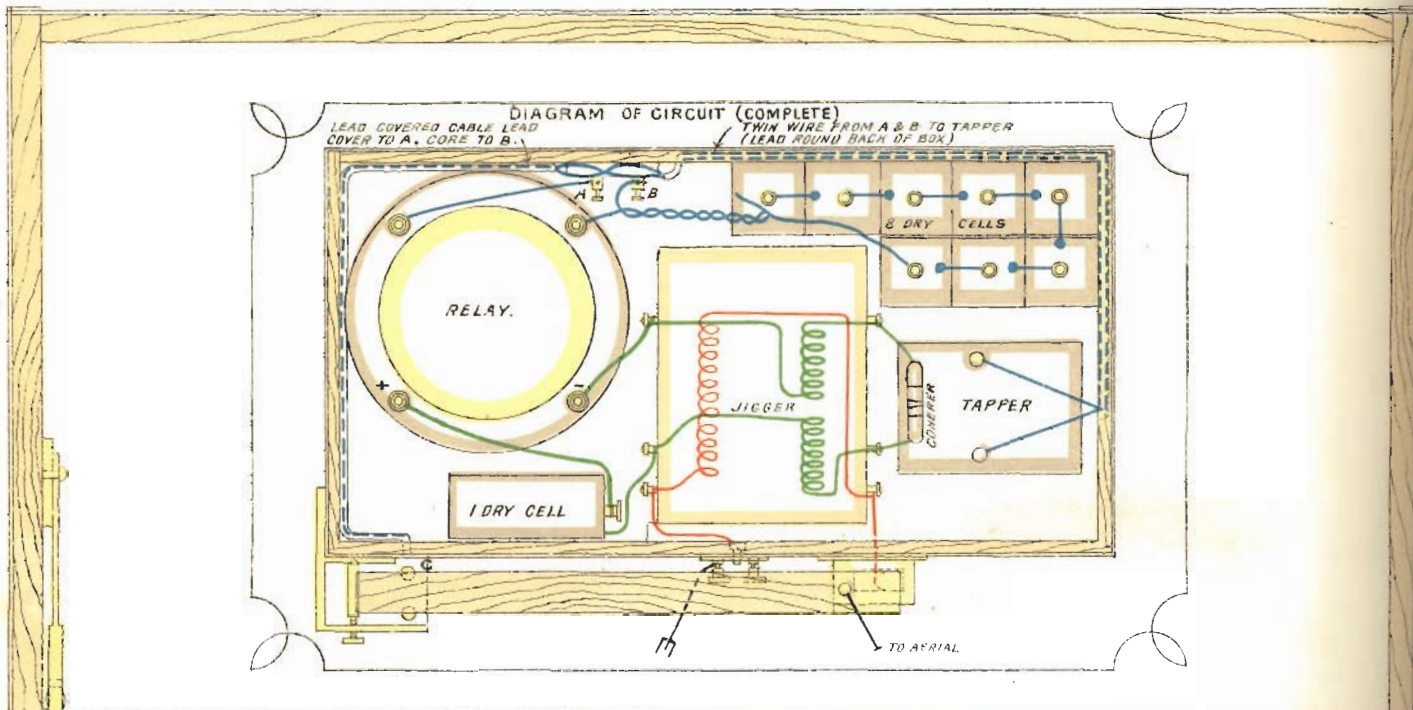 DIAGRAM OF CIRCUIT (COMPLETE)
LEAD COVERED CABLE LEAD
COVER TO A. CORE TO B.
TWIN WIRE FROM A & B TO TAPPER
(LEAD ROUND BACK OF BOX)
A
B
8 DRY CELLS
RELAY.
+
-
JIGGER
COHERER
TAPPER
1 DRY CELL
C
TO AERIAL